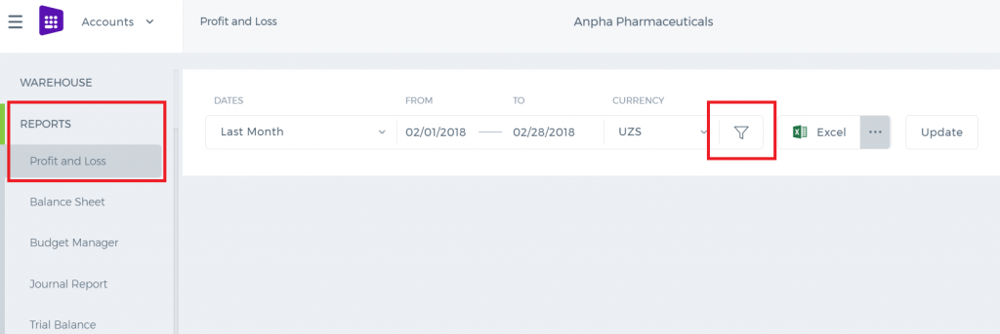 Accounts
Profit and Loss
Anpha Pharmaceuticals
WAREHOUSE
REPORTS
Profit and Loss
Balance Sheet
Budget Manager
Journal Report
Trial Balance
DATES FROM TO CURRENCY
Last Month 02/01/2018 02/28/2018 UZS Excel ... Update